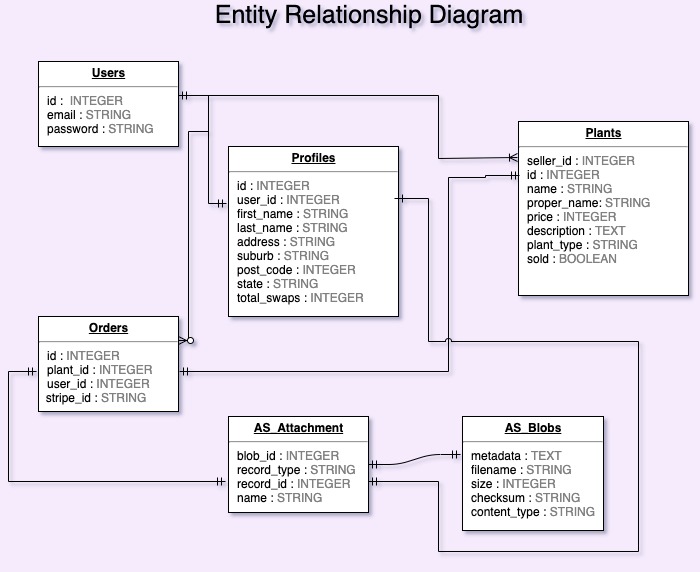 Entity Relationship Diagram
Users
id : INTEGER
email : STRING
password : STRING
Profiles
id : INTEGER
user_id : INTEGER
first_name : STRING
last_name : STRING
address : STRING
suburb : STRING
post_code : INTEGER
state : STRING
total_swaps : INTEGER
Plants
seller_id : INTEGER
id : INTEGER
name : STRING
proper_name: STRING
price : INTEGER
description : TEXT
plant_type : STRING
sold : BOOLEAN
Orders
id : INTEGER
plant_id : INTEGER
user_id : INTEGER
stripe_id : STRING
AS_Attachment
blob_id : INTEGER
record_type : STRING
record_id : INTEGER
name : STRING
AS_Blobs
metadata : TEXT
filename : STRING
size : INTEGER
checksum : STRING
content_type : STRING